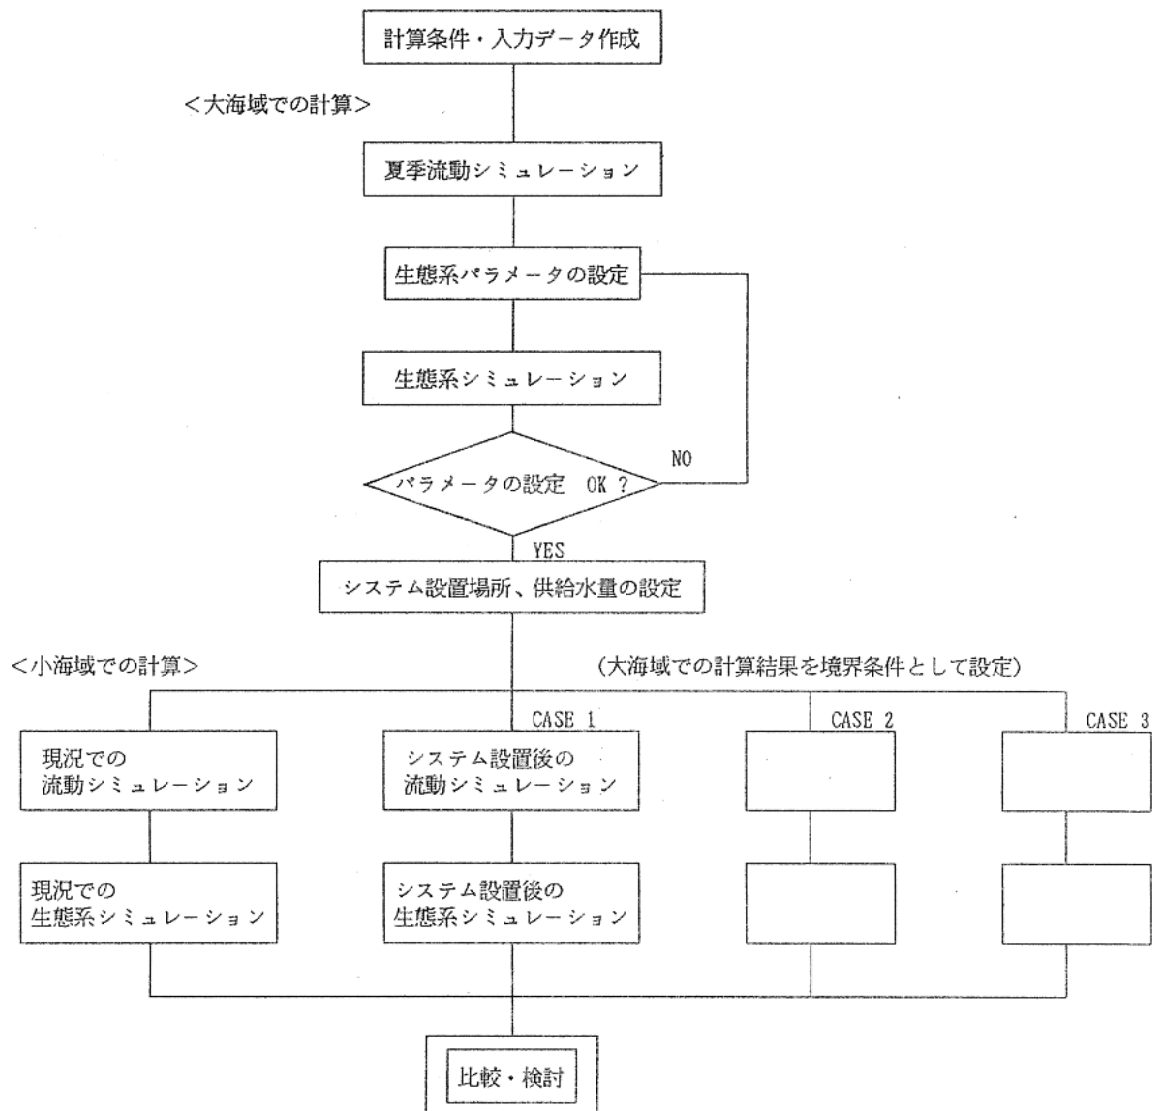 計算条件・入力データ作成
＜大海域での計算＞
夏季流動シミュレーション
生態系パラメータの設定
生態系シミュレーション
NO
パラメータの設定　OK ?
YES
システム設置場所、供給水量の設定
＜小海域での計算＞
（大海域での計算結果を境界条件として設定）
CASE 1
CASE 2
CASE 3
現況での
流動シミュレーション
システム設置後の
流動シミュレーション
現況での
生態系シミュレーション
システム設置後の
生態系シミュレーション
比較・検討